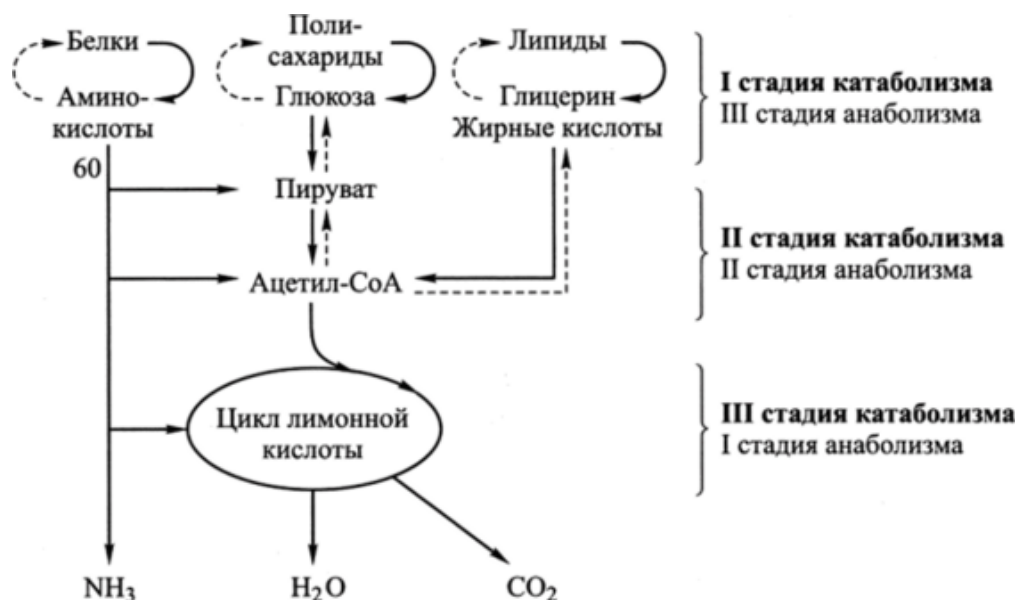 Белки
Амино-
кислоты
60
Поли-
сахариды
Глюкоза
Липиды
Глицерин
Жирные кислоты
I стадия катаболизма
III стадия анаболизма
Пируват
Ацетил-CoA
II стадия катаболизма
II стадия анаболизма
Цикл лимонной
кислоты
III стадия катаболизма
I стадия анаболизма
NH₃
H₂O
CO₂